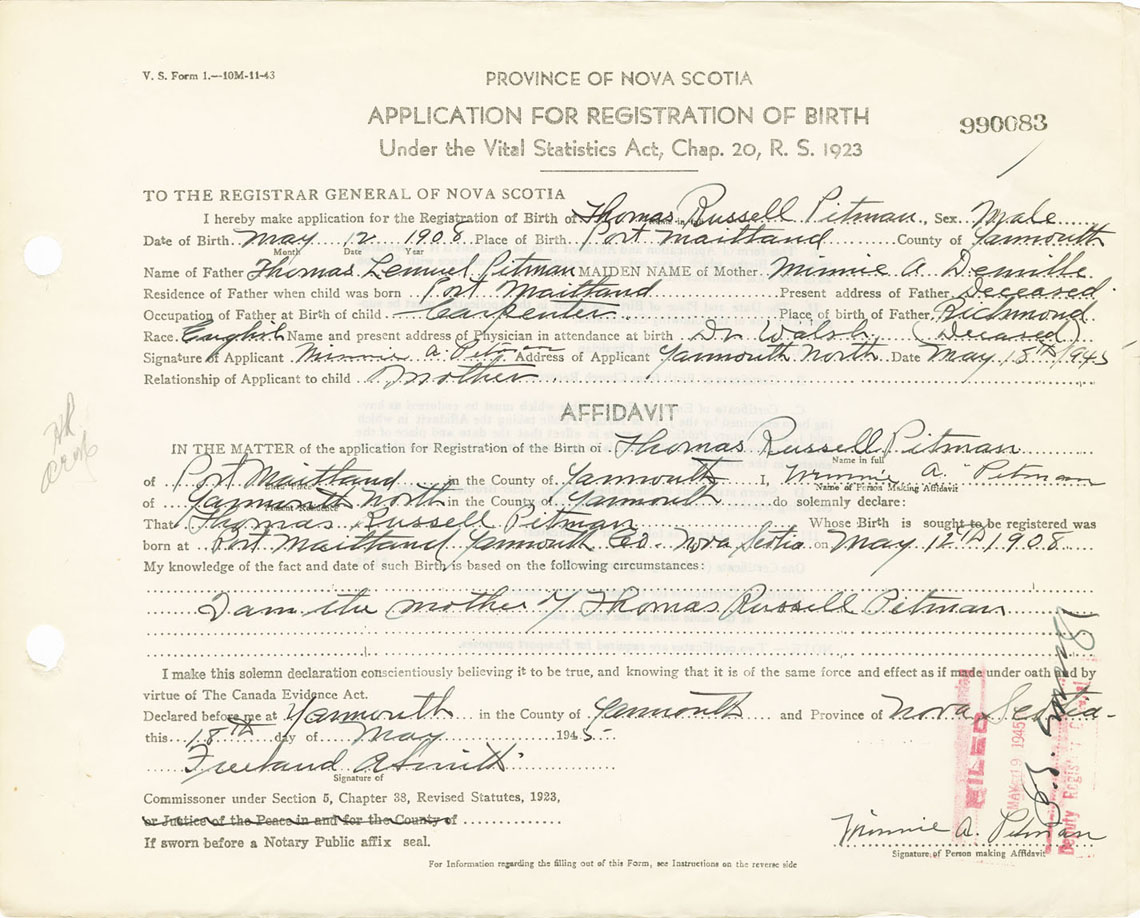 V. S. Form 1.—10M-11-43
PROVINCE OF NOVA SCOTIA
APPLICATION FOR REGISTRATION OF BIRTH
990083
Under the Vital Statistics Act, Chap. 20, R. S. 1923
TO THE REGISTRAR GENERAL OF NOVA SCOTIA
I hereby make application for the Registration of Birth of Thomas Russell Pitman, Sex Male
Date of Birth May 12 1908 Place of Birth Port Maitland County of Yarmouth
Month Date Year
Name of Father Thomas Lemuel Pitman MAIDEN NAME of Mother Minnie A Deville
Residence of Father when child was born Port Maitland Present address of Father Deceased
Occupation of Father at Birth of child Carpenter Place of birth of Father Richmond
Race English Name and present address of Physician in attendance at birth Dr Walsh (Deceased)
Signature of Applicant Minnie A. Pitman Address of Applicant Yarmouth North Date May 18th 1945
Relationship of Applicant to child Mother
AFFIDAVIT
IN THE MATTER of the application for Registration of the Birth of Thomas Russell Pitman
Name in full
of Port Maitland in the County of Yarmouth I, Minnie A. Pitman
Name of Person Making Affidavit
of Yarmouth North in the County of Yarmouth do solemnly declare:
Present Residence
That Thomas Russell Pitman Whose Birth is sought to be registered was
born at Port Maitland Yarmouth Co. Nova Scotia on May 12th 1908
My knowledge of the fact and date of such Birth is based on the following circumstances:
I am the mother of Thomas Russell Pitman
I make this solemn declaration conscientiously believing it to be true, and knowing that it is of the same force and effect as if made under oath and by
virtue of The Canada Evidence Act.
Declared before me at Yarmouth in the County of Yarmouth and Province of Nova Scotia
this 18th day of May 1945
Freeland A Smith
Signature of
Commissoner under Section 5, Chapter 38, Revised Statutes, 1923,
or Justice of the Peace in and for the County of
If sworn before a Notary Public affix seal.
FILED
MAY 19 1945
Deputy Registrar General
Minnie A. Pitman
Signature of Person making Affidavit
For Information regarding the filling out of this Form, see Instructions on the reverse side